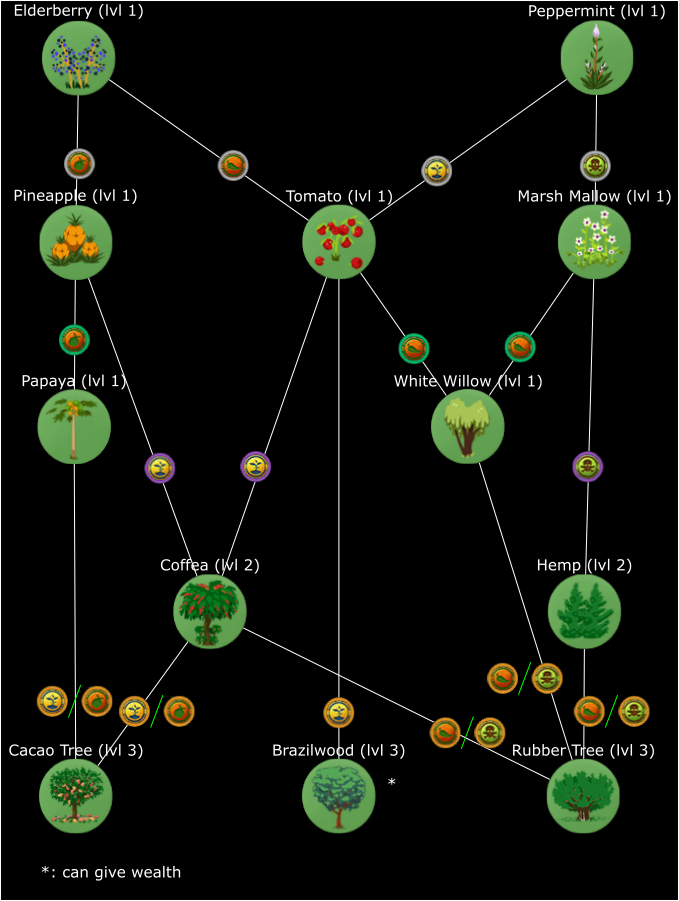 Elderberry (lvl 1)
Peppermint (lvl 1)
Pineapple (lvl 1)
Tomato (lvl 1)
Marsh Mallow (lvl 1)
Papaya (lvl 1)
White Willow (lvl 1)
Coffea (lvl 2)
Hemp (lvl 2)
Cacao Tree (lvl 3)
Brazilwood (lvl 3)
Rubber Tree (lvl 3)
*
*: can give wealth